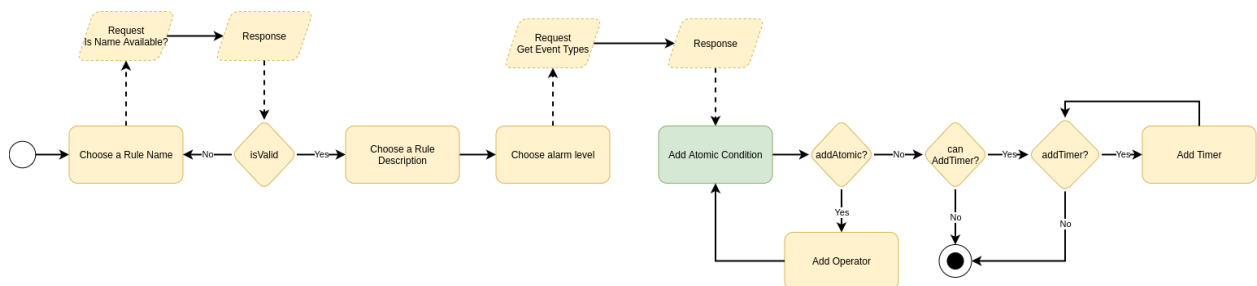 Request
Is Name Available?
Response
Request
Get Event Types
Response
Choose a Rule Name
No
isValid
Yes
Choose a Rule
Description
Choose alarm level
Add Atomic Condition
addAtomic?
No
can
AddTimer?
Yes
addTimer?
Yes
Add Timer
Yes
No
No
Add Operator